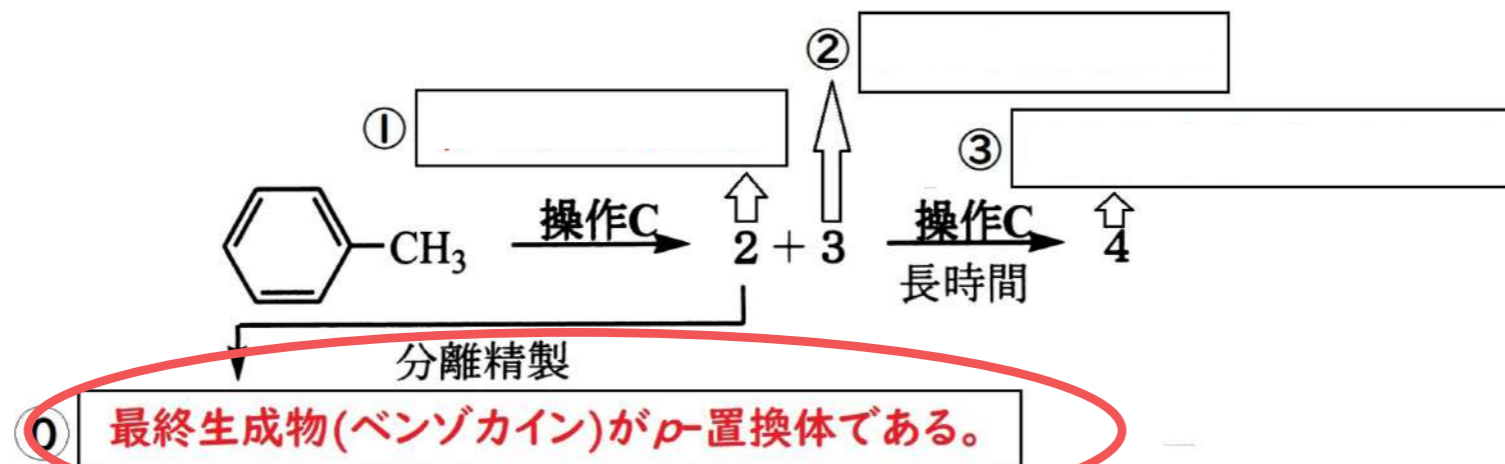 ②
①
③
操作C
操作C
CH₃
2 + 3
4
長時間
分離精製
⓪ 最終生成物(ベンゾカイン)がp-置換体である。